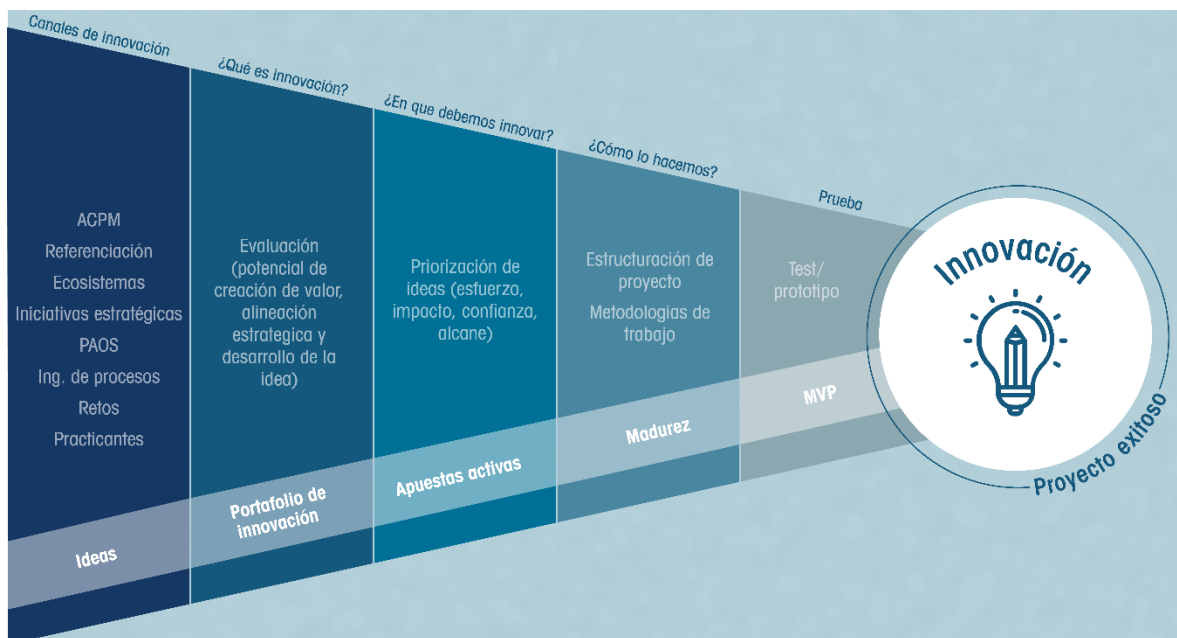 Canales de innovación
ACPM
Referenciación
Ecosistemas
Iniciativas estratégicas
PAOS
Ing. de procesos
Retos
Practicantes
Ideas
¿Qué es innovación?
Evaluación
(potencial de
creación de valor,
alineación
estrategica y
desarrollo de la
idea)
Portafolio de
innovación
¿En que debemos innovar?
Priorización de
ideas (esfuerzo,
impacto, confianza,
alcane)
Apuestas activas
¿Cómo lo hacemos?
Estructuración de
proyecto
Metodologias de
trabajo
Madurez
Prueba
Test/
prototipo
MVP
Innovación
Proyecto exitoso